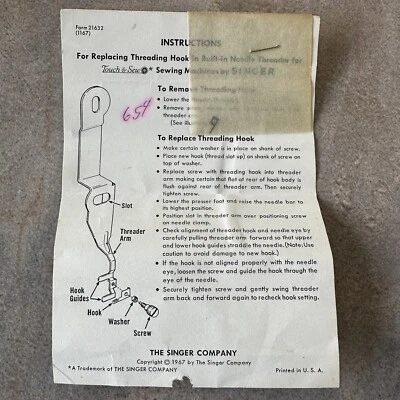 Form 21632
(1167)
INSTRUCTIONS
For Replacing Threading Hook in Built-in Needle Threader for
Touch & Sew * Sewing Machines by SINGER
To Remove Threading Hook
• Lower the
• Remove
threader
(See illus
654
9
To Replace Threading Hook
• Make certain washer is in place on shank of screw.
• Place new hook (thread slot up) on shank of screw on
top of washer.
• Replace screw with threading hook into threader
arm making certain that flat at rear of hook body is
flush against rear of threader arm. Then securely
tighten screw.
• Lower the presser foot and raise the needle bar to
its highest position.
• Position slot in threader arm over positioning screw
on needle clamp.
• Check alignment of threader hook and needle eye by
carefully pulling threader arm forward so that upper
and lower hook guides straddle the needle. (Note: Use
caution to avoid damage to new hook.)
• If the hook is not aligned properly with the needle
eye, loosen the screw and guide the hook through the
eye of the needle.
• Securely tighten screw and gently swing threader
arm back and forward again to recheck hook setting.
Slot
Threader
Arm
Hook
Guides
Hook
Washer
Screw
THE SINGER COMPANY
Copyright © 1967 by The Singer Company
*A Trademark of THE SINGER COMPANY
Printed in U. S. A.